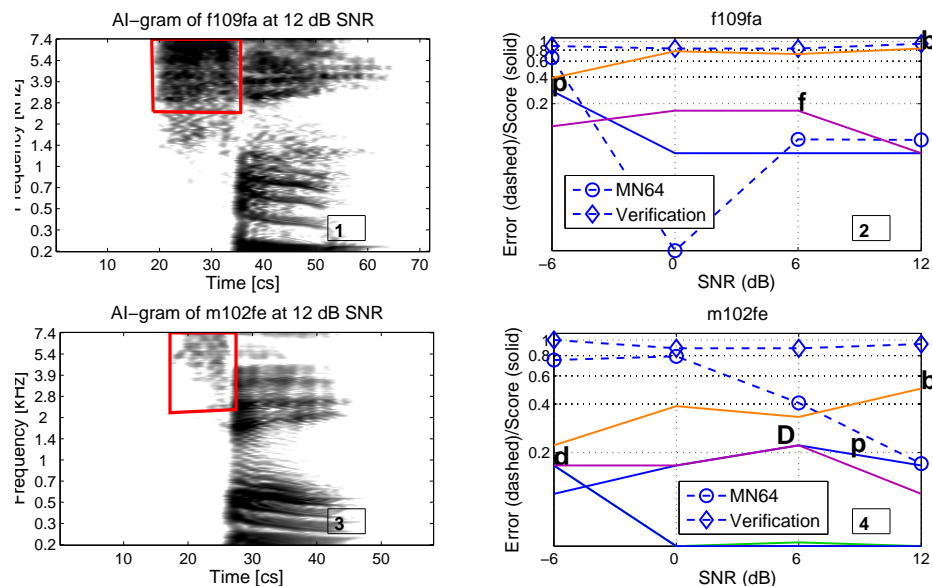 AI-gram of f109fa at 12 dB SNR
7.4
5.4
3.9
2.8
2
1.4
1
0.7
0.5
0.3
0.2
Frequency [KHz]
1
10 20 30 40 50 60 70
Time [cs]
f109fa
1
0.8
0.6
0.4
0.2
Error (dashed)/Score (solid)
b
p
f
MN64
Verification
2
-6 0 6 12
SNR (dB)
AI-gram of m102fe at 12 dB SNR
7.4
5.4
3.9
2.8
2
1.4
1
0.7
0.5
0.3
0.2
Frequency [KHz]
3
10 20 30 40 50
Time [cs]
m102fe
1
0.8
0.6
0.4
0.2
Error (dashed)/Score (solid)
b
D
p
d
MN64
Verification
4
-6 0 6 12
SNR (dB)